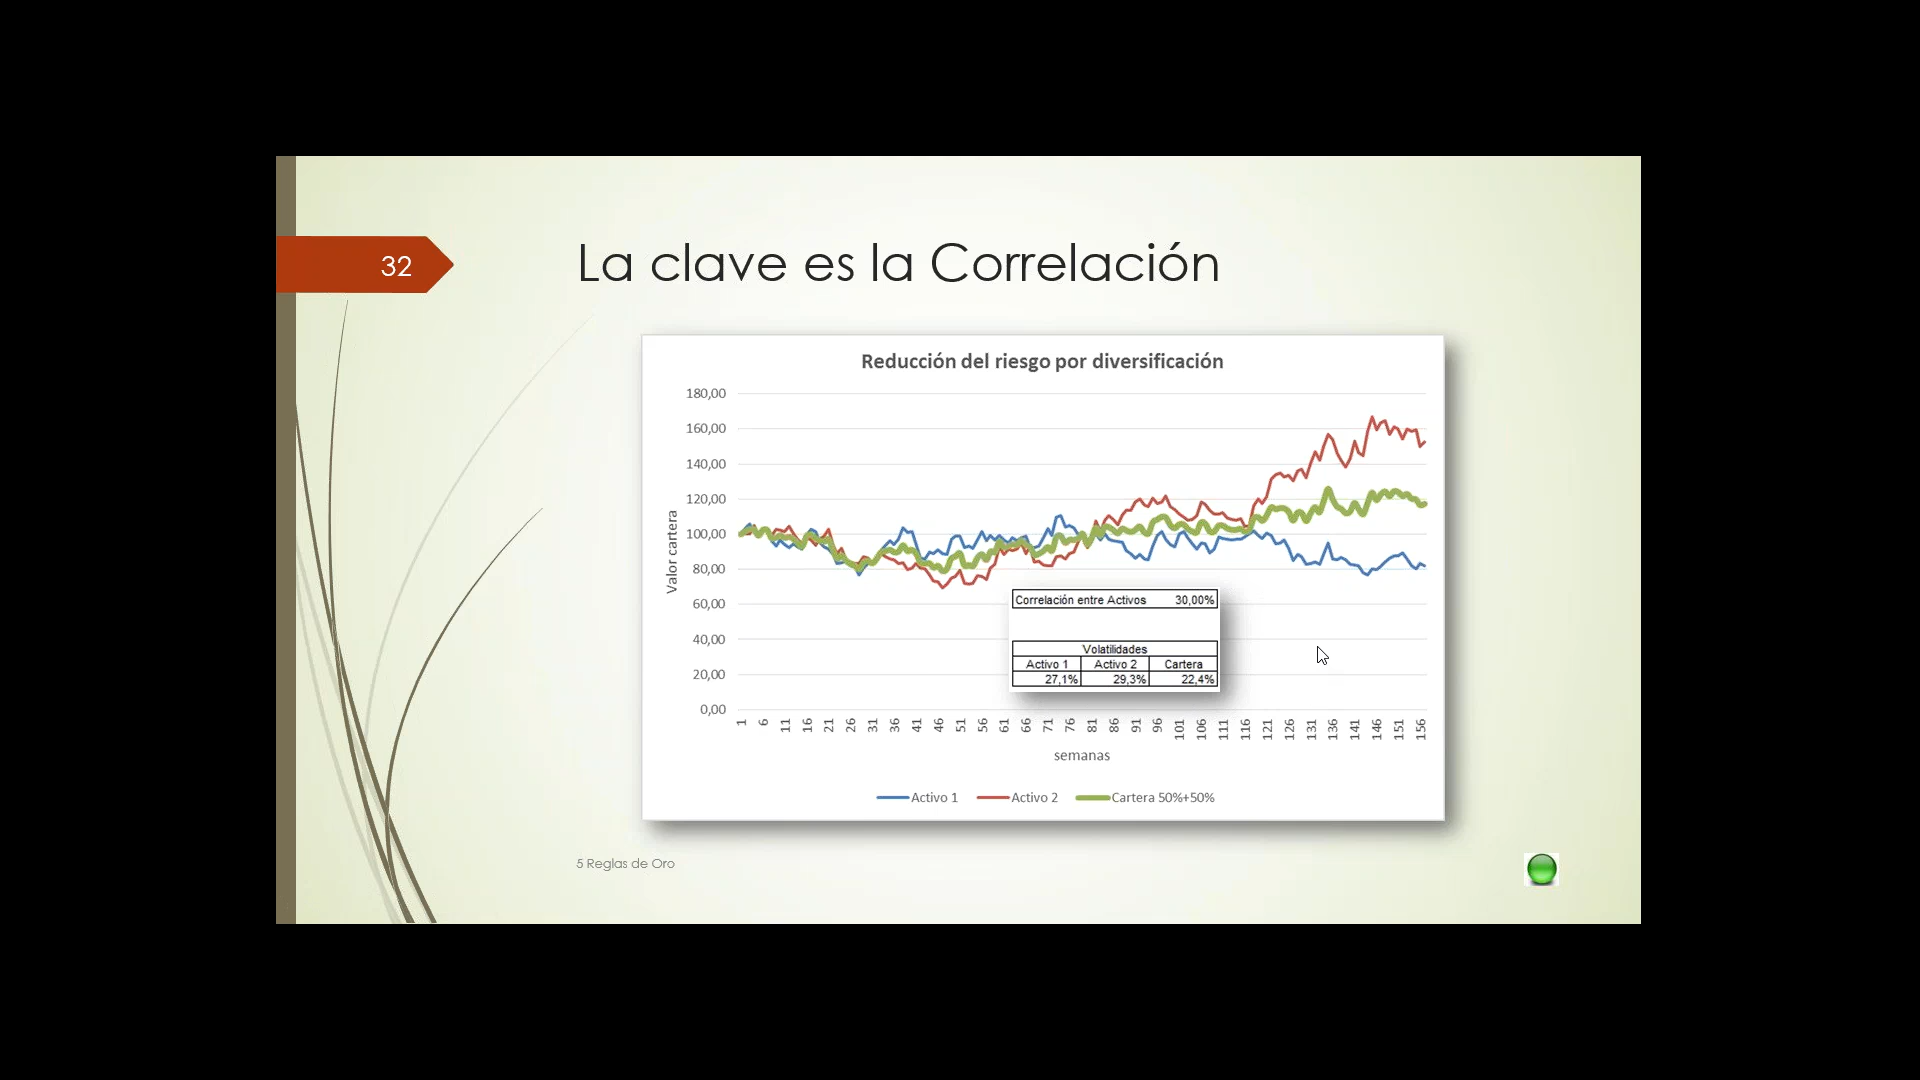 32
La clave es la Correlación
Reducción del riesgo por diversificación
180,00
160,00
140,00
120,00
100,00
80,00
60,00
40,00
20,00
0,00
Valor cartera
Correlación entre Activos 30,00%
Volatilidades
Activo 1 Activo 2 Cartera
27,1% 29,3% 22,4%
1 6 11 16 21 26 31 36 41 46 51 56 61 66 71 76 81 86 91 96 101 106 111 116 121 126 131 136 141 146 151 156
semanas
Activo 1 Activo 2 Cartera 50%+50%
5 Reglas de Oro